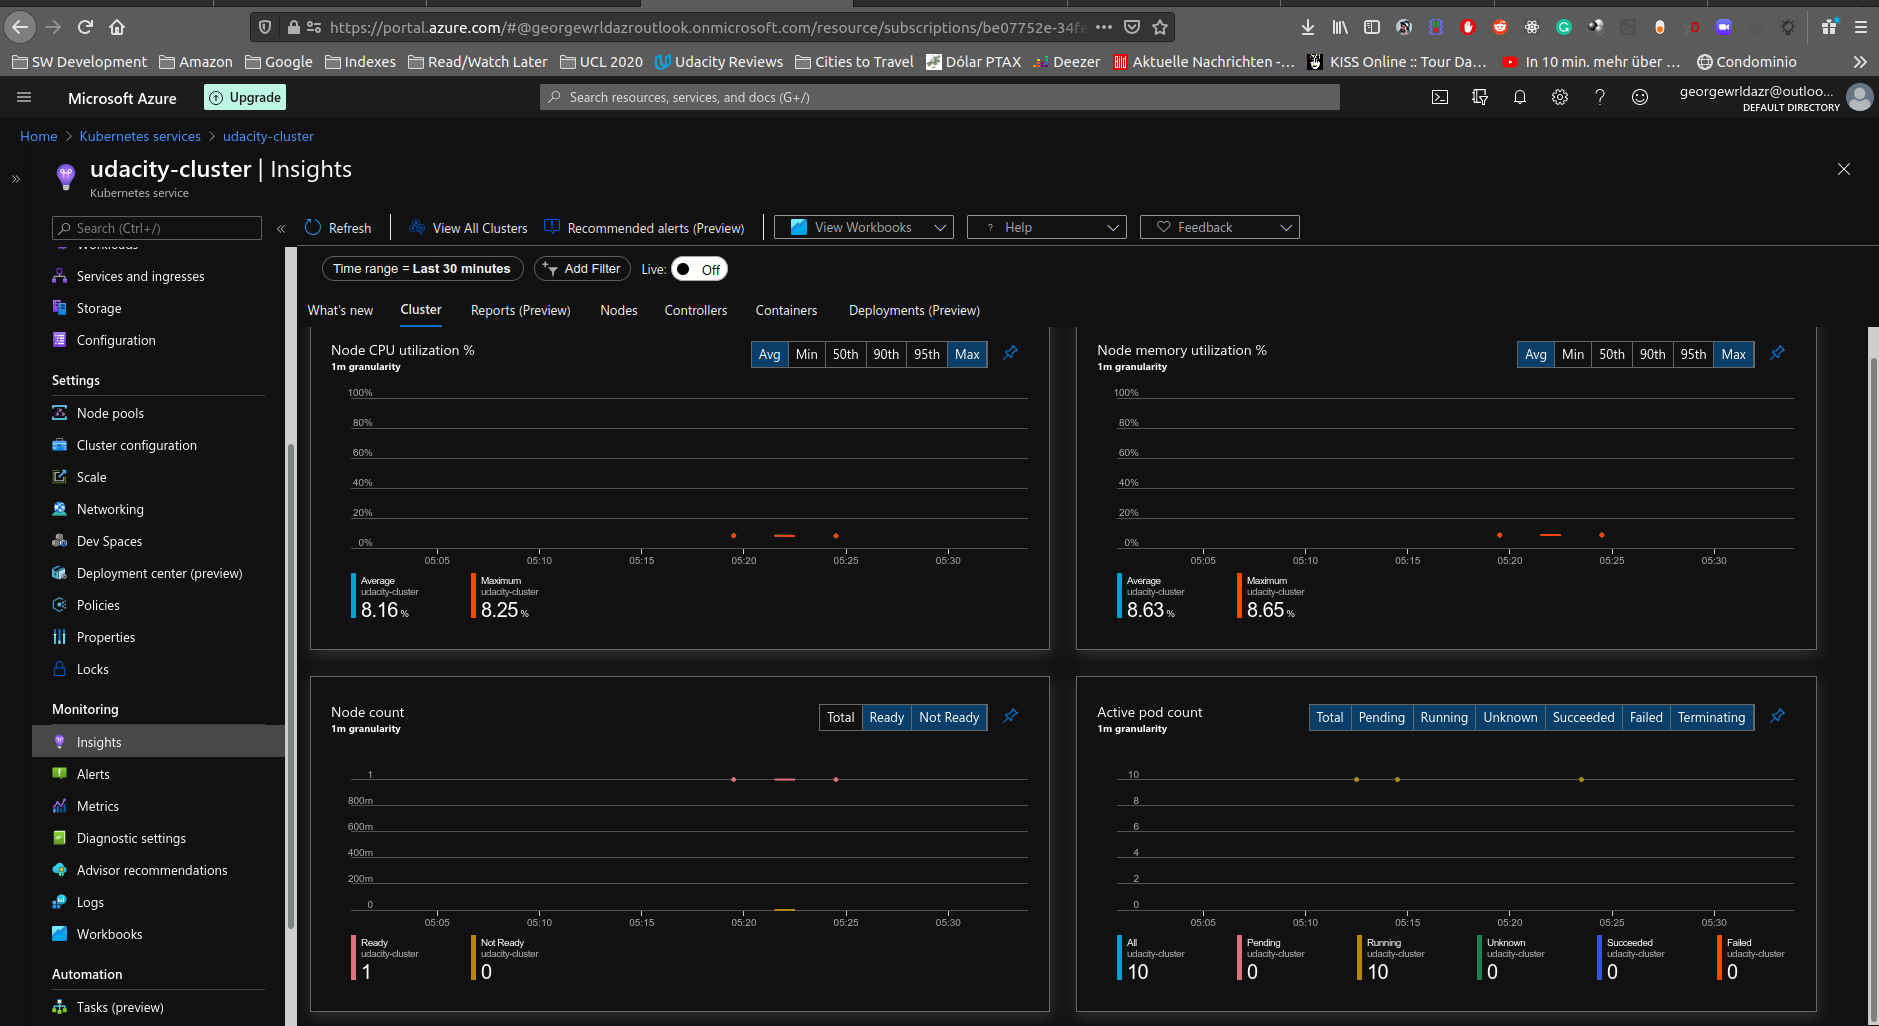 https://portal.azure.com/#@georgewrldazroutlook.onmicrosoft.com/resource/subscriptions/be07752e-34fe
SW Development Amazon Google Indexes Read/Watch Later UCL 2020 Udacity Reviews Cities to Travel Dólar PTAX Deezer Aktuelle Nachrichten -... KISS Online :: Tour Da... In 10 min. mehr über ... Condominio
Microsoft Azure Upgrade Search resources, services, and docs (G+/) georgewrldazr@outloo...
DEFAULT DIRECTORY
Home > Kubernetes services > udacity-cluster
udacity-cluster | Insights
Kubernetes service
Search (Ctrl+/)
Refresh View All Clusters Recommended alerts (Preview) View Workbooks ? Help Feedback
Workloads
Services and ingresses
Storage
Configuration
Settings
Node pools
Cluster configuration
Scale
Networking
Dev Spaces
Deployment center (preview)
Policies
Properties
Locks
Monitoring
Insights
Alerts
Metrics
Diagnostic settings
Advisor recommendations
Logs
Workbooks
Automation
Tasks (preview)
Time range = Last 30 minutes Add Filter Live: Off
What's new Cluster Reports (Preview) Nodes Controllers Containers Deployments (Preview)
Node CPU utilization %
1m granularity
Avg Min 50th 90th 95th Max
100%
80%
60%
40%
20%
0%
05:05 05:10 05:15 05:20 05:25 05:30
Average Maximum
udacity-cluster udacity-cluster
8.16 % 8.25 %
Node memory utilization %
1m granularity
Avg Min 50th 90th 95th Max
100%
80%
60%
40%
20%
0%
05:05 05:10 05:15 05:20 05:25 05:30
Average Maximum
udacity-cluster udacity-cluster
8.63 % 8.65 %
Node count
1m granularity
Total Ready Not Ready
1
800m
600m
400m
200m
0
05:05 05:10 05:15 05:20 05:25 05:30
Ready Not Ready
udacity-cluster udacity-cluster
1 0
Active pod count
1m granularity
Total Pending Running Unknown Succeeded Failed Terminating
10
8
6
4
2
0
05:05 05:10 05:15 05:20 05:25 05:30
All Pending Running Unknown Succeeded Failed
udacity-cluster udacity-cluster udacity-cluster udacity-cluster udacity-cluster udacity-cluster
10 0 10 0 0 0